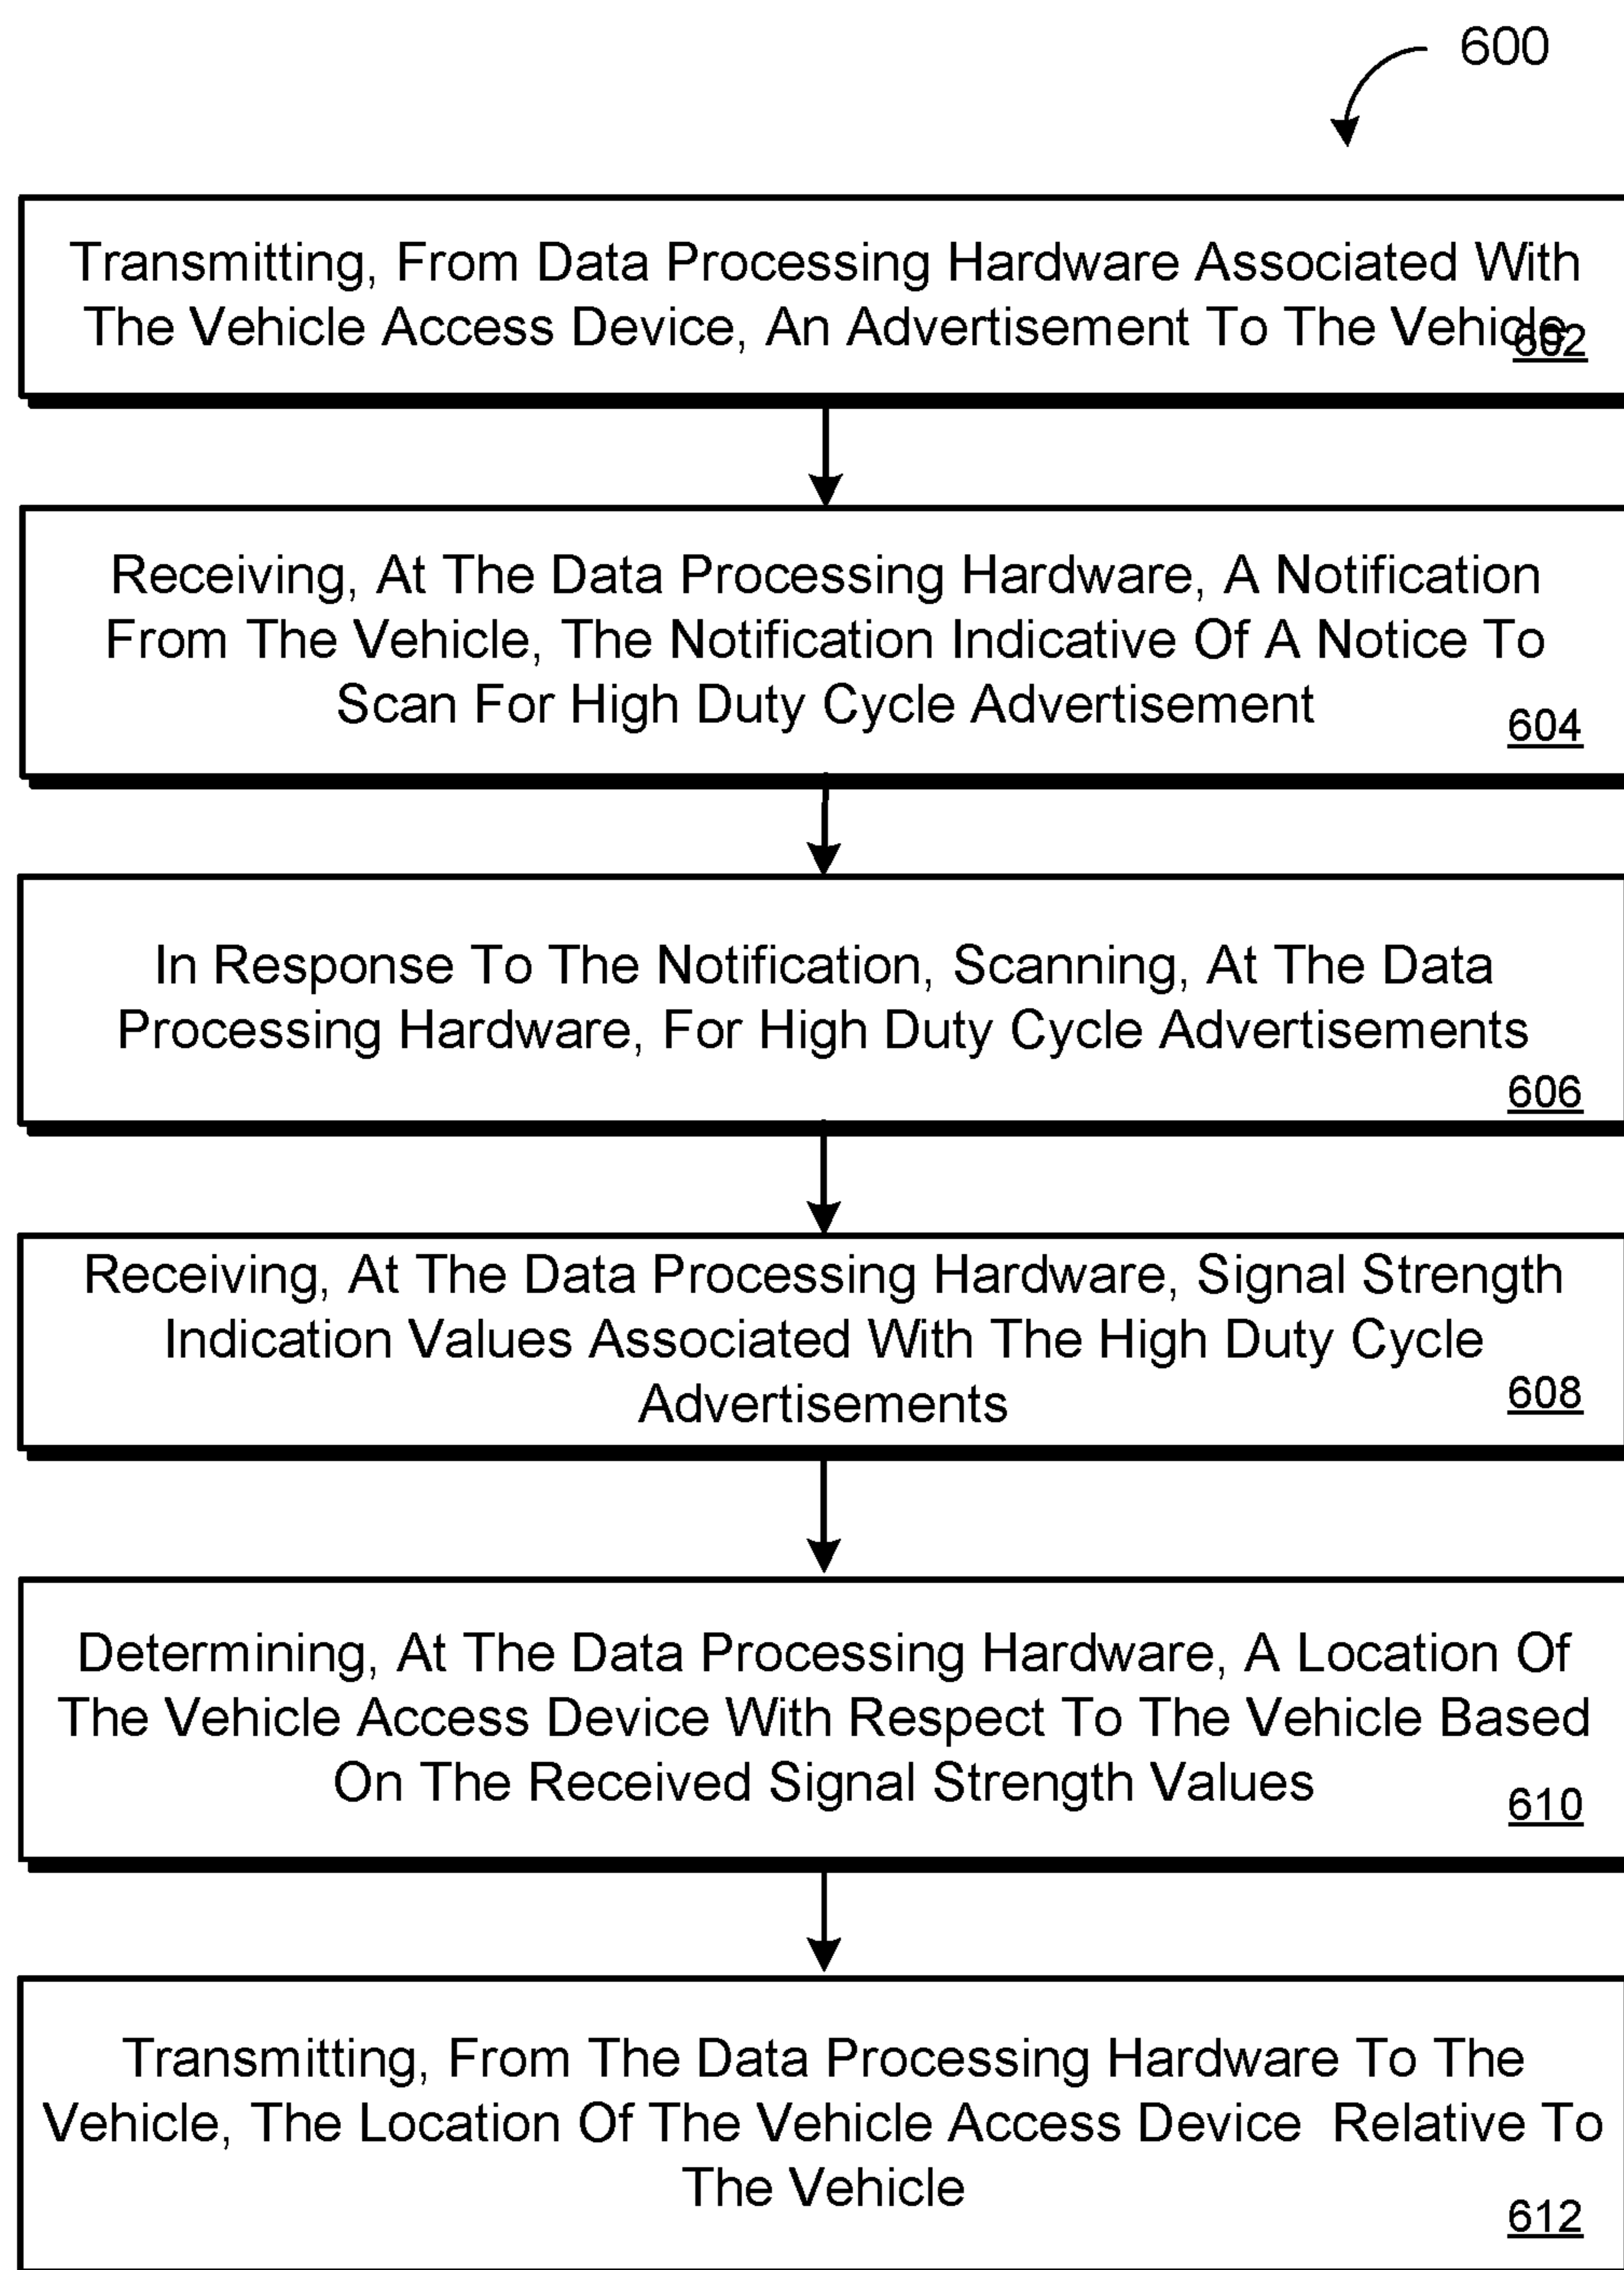 600
Transmitting, From Data Processing Hardware Associated With
The Vehicle Access Device, An Advertisement To The Vehicle
602
Receiving, At The Data Processing Hardware, A Notification
From The Vehicle, The Notification Indicative Of A Notice To
Scan For High Duty Cycle Advertisement
604
In Response To The Notification, Scanning, At The Data
Processing Hardware, For High Duty Cycle Advertisements
606
Receiving, At The Data Processing Hardware, Signal Strength
Indication Values Associated With The High Duty Cycle
Advertisements
608
Determining, At The Data Processing Hardware, A Location Of
The Vehicle Access Device With Respect To The Vehicle Based
On The Received Signal Strength Values
610
Transmitting, From The Data Processing Hardware To The
Vehicle, The Location Of The Vehicle Access Device Relative To
The Vehicle
612